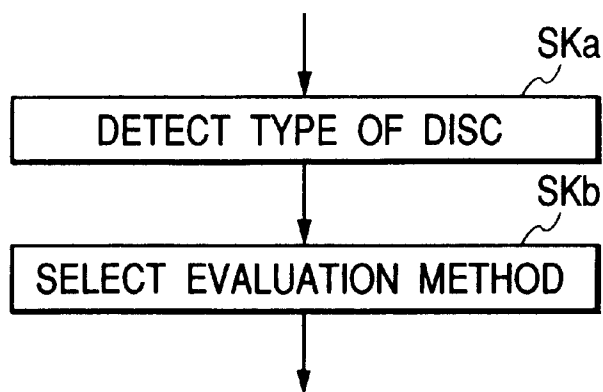 SKa
DETECT TYPE OF DISC
SKb
SELECT EVALUATION METHOD